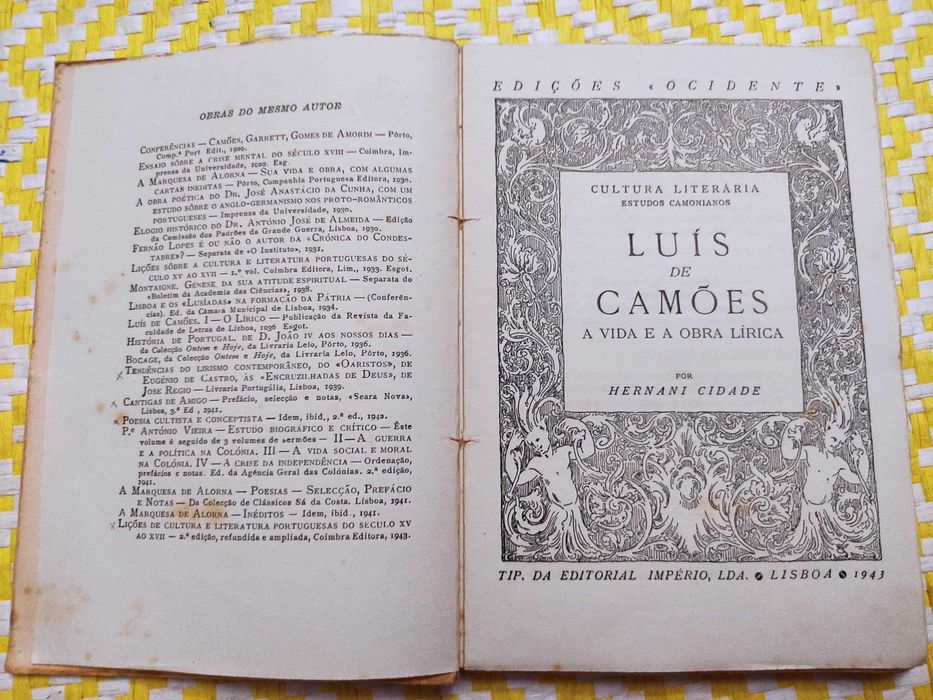 OBRAS DO MESMO AUTOR
CONFERÊNCIAS — CAMÕES, GARRETT, GOMES DE AMORIM — Pôrto,
Comp.ª Port Edit., 1920.
ENSAIO SÔBRE A CRISE MENTAL DO SÉCULO XVIII — Coimbra, Im-
prensa da Universidade, 1929. Esg.
A MARQUESA DE ALORNA — SUA VIDA E OBRA, COM ALGUMAS
CARTAS INEDITAS — Pôrto, Companhia Portuguesa Editora, 1930.
A OBRA POÉTICA DO DR. JOSÉ ANASTÁCIO DA CUNHA, COM UM
ESTUDO SÔBRE O ANGLO-GERMANISMO NOS PROTO-ROMÂNTICOS
PORTUGUESES — Imprensa da Universidade, 1930.
ELOGIO HISTÓRICO DO DR. ANTÓNIO JOSÉ DE ALMEIDA — Edição
da Comissão dos Padrões da Grande Guerra, Lisboa, 1930.
FERNÃO LOPES É OU NÃO O AUTOR DA «CRÓNICA DO CONDES-
TABRE»? — Separata de «O Instituto», 1931.
LIÇÕES SÔBRE A CULTURA E LITERATURA PORTUGUESAS DO SÉ-
CULO XV AO XVII — 1.º vol. Coimbra Editora, Lim., 1933. Esgot.
MONTAIGNE. GÉNESE DA SUA ATITUDE ESPIRITUAL — Separata do
«Boletim da Academia das Ciências», 1938.
LISBOA E OS «LUSÍADAS» NA FORMAÇÃO DA PÁTRIA — (Conferên-
cias). Ed. da Câmara Municipal de Lisboa, 1934.
LUÍS DE CAMÕES. I — O LÍRICO — Publicação da Revista da Fa-
culdade de Letras de Lisboa, 1936 Esgot.
HISTÓRIA DE PORTUGAL. DE D. JOÃO IV AOS NOSSOS DIAS —
da Colecção Ontem e Hoje, da Livraria Lelo, Pôrto, 1936.
BOCAGE, da Colecção Ontem e Hoje, da Livraria Lelo, Pôrto, 1936.
TENDÊNCIAS DO LIRISMO CONTEMPORÂNEO, DO «OARISTOS», DE
EUGÉNIO DE CASTRO, ÀS «ENCRUZILHADAS DE DEUS», DE
JOSE REGIO — Livraria Portugália, Lisboa, 1939.
CANTIGAS DE AMIGO — Prefácio, selecção e notas, «Seara Nova»,
Lisboa, 3.ª Ed , 1941.
POESIA CULTISTA E CONCEPTISTA — Idem, ibid., 2.ª ed., 1942.
P.e ANTÓNIO VIEIRA — ESTUDO BIOGRAFICO E CRÍTICO — Êste
volume é seguido de 3 volumes de sermões — II — A GUERRA
E A POLÍTICA NA COLÓNIA. III — A VIDA SOCIAL E MORAL
NA COLÓNIA. IV — A CRISE DA INDEPENDÊNCIA — Ordenação,
prefácios e notas. Ed. da Agência Geral das Colónias. 2.ª edição,
1941.
A MARQUESA DE ALORNA — POESIAS — SELECÇÃO, PREFÁCIO
E NOTAS — Da Colecção de Clássicos Sá da Costa. Lisboa, 1941.
A MARQUESA DE ALORNA — INÉDITOS — Idem, ibid., 1941.
LIÇÕES DE CULTURA E LITERATURA PORTUGUESAS DO SECULO XV
AO XVII — 2.ª edição, refundida e ampliada, Coimbra Editora, 1943.
EDIÇÕES «OCIDENTE»
CULTURA LITERÁRIA
ESTUDOS CAMONIANOS
LUÍS
DE
CAMÕES
A VIDA E A OBRA LÍRICA
POR
HERNANI CIDADE
TIP. DA EDITORIAL IMPÉRIO, LDA. LISBOA 1943